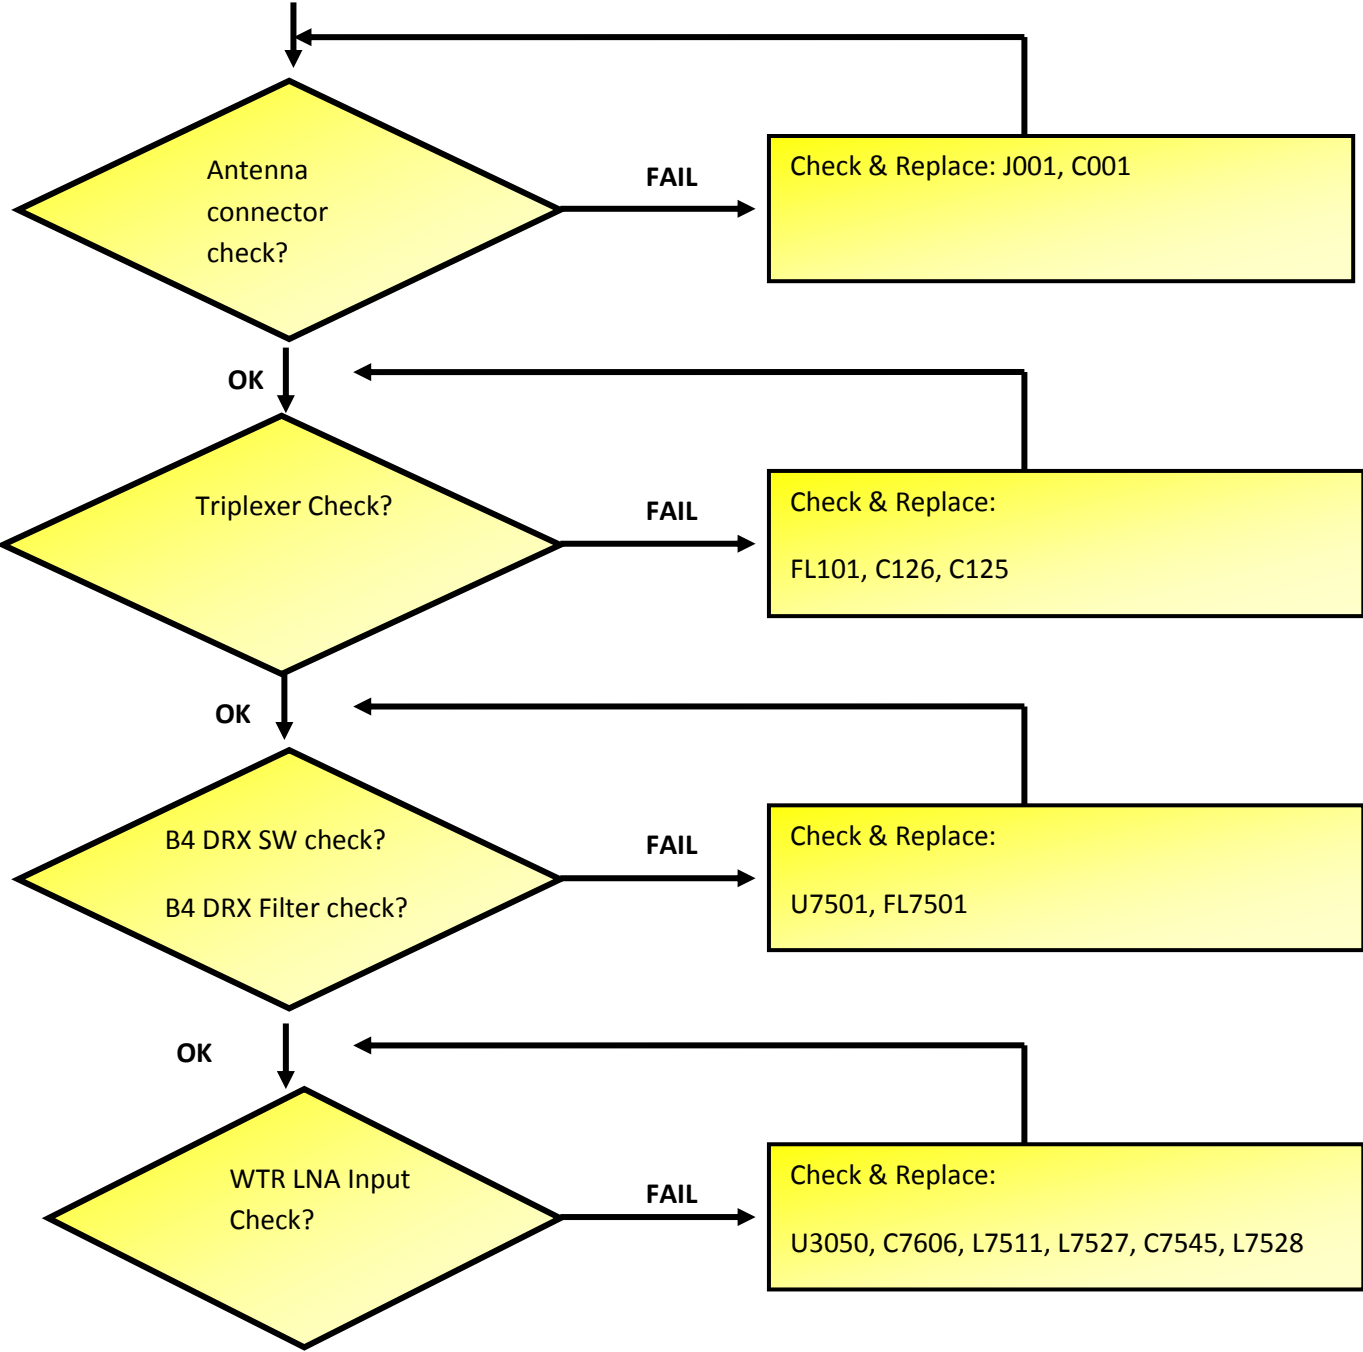 Antenna
connector
check?
FAIL
Check & Replace: J001, C001
OK
Triplexer Check?
FAIL
Check & Replace:
FL101, C126, C125
OK
B4 DRX SW check?
B4 DRX Filter check?
FAIL
Check & Replace:
U7501, FL7501
OK
WTR LNA Input
Check?
FAIL
Check & Replace:
U3050, C7606, L7511, L7527, C7545, L7528